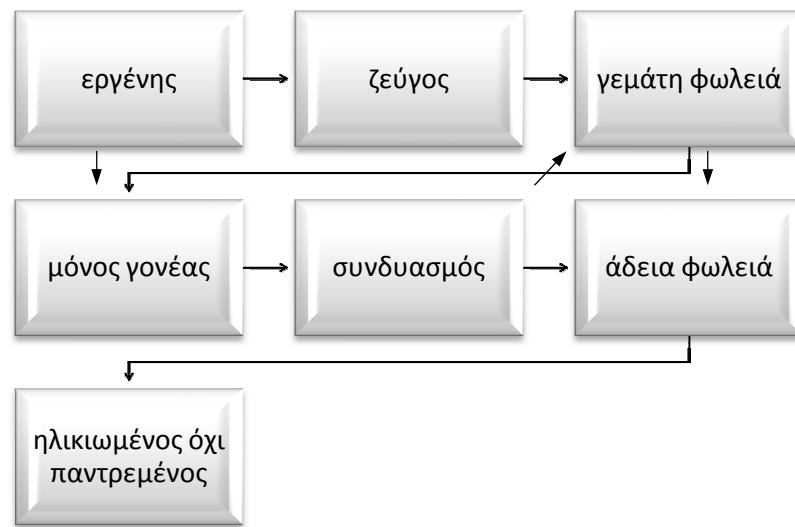 εργένης
ζεύγος
γεμάτη φωλειά
μόνος γονέας
συνδυασμός
άδεια φωλειά
ηλικιωμένος όχι
παντρεμένος